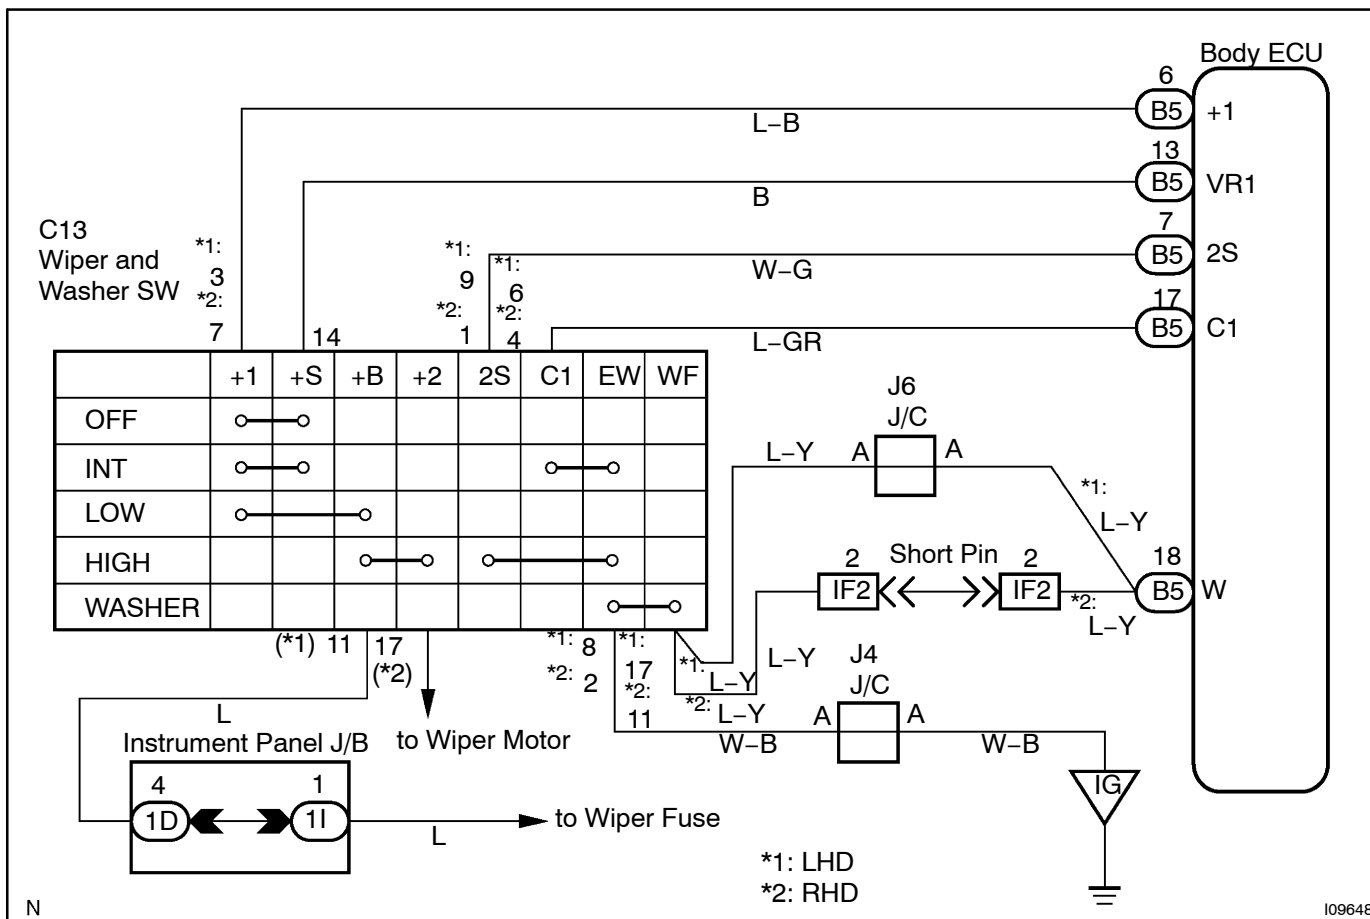 Body ECU
6
B5 +1
L–B
13
B5 VR1
B
7
B5 2S
W–G
17
B5 C1
L–GR
C13
Wiper and
Washer SW
*1:
3
*2:
7
14
*1:
9
*2:
1
*1:
6
*2:
4
+1 +S +B +2 2S C1 EW WF
OFF
INT
LOW
HIGH
WASHER
J6
J/C
L–Y A A
*1:
L–Y
2 Short Pin 2
IF2 IF2
18
B5 W
*2:
L–Y
(*1) 11 17
(*2)
*1: 8
*2: 2
*1:
17
*2:
11
*1:
L–Y
L–Y
*2:
L–Y
J4
J/C
W–B A A W–B
IG
L
Instrument Panel J/B
to Wiper Motor
4 1
1D 1I
L
to Wiper Fuse
*1: LHD
*2: RHD
N
I09648